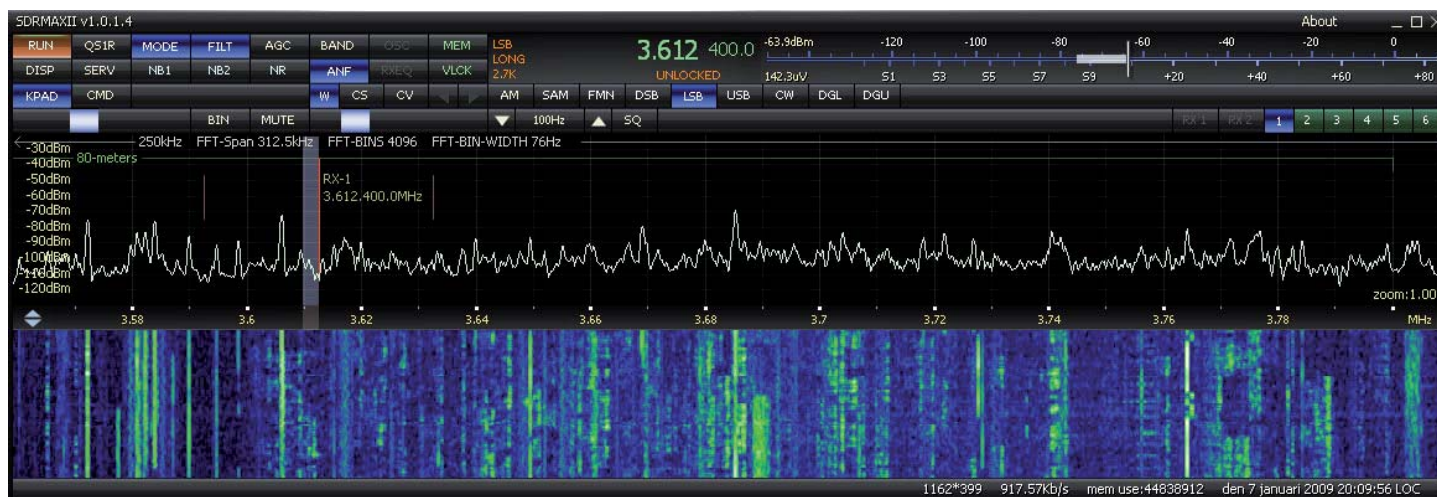 SDRMAXII v1.0.1.4 About
RUN QS1R MODE FILT AGC BAND OSC MEM LSB 3.612 400.0 -63.9dBm -120 -100 -80 -60 -40 -20 0
LONG
DISP SERV NB1 NB2 NR ANF RXEQ VLCK 2.7K UNLOCKED 142.3uV S1 S3 S5 S7 S9 +20 +40 +60 +80
KPAD CMD W CS CV AM SAM FMN DSB LSB USB CW DGL DGU
BIN MUTE 100Hz SQ RX 1 RX 2 1 2 3 4 5 6
250kHz FFT-Span 312.5kHz FFT-BINS 4096 FFT-BIN-WIDTH 76Hz
-30dBm
-40dBm 80-meters
-50dBm RX-1
-60dBm 3.612.400.0MHz
-70dBm
-80dBm
-90dBm
-100dBm
-110dBm
-120dBm
zoom:1.00
3.58 3.6 3.62 3.64 3.66 3.68 3.7 3.72 3.74 3.76 3.78 MHz
1162*399 917.57Kb/s mem use:44838912 den 7 januari 2009 20:09:56 LOC